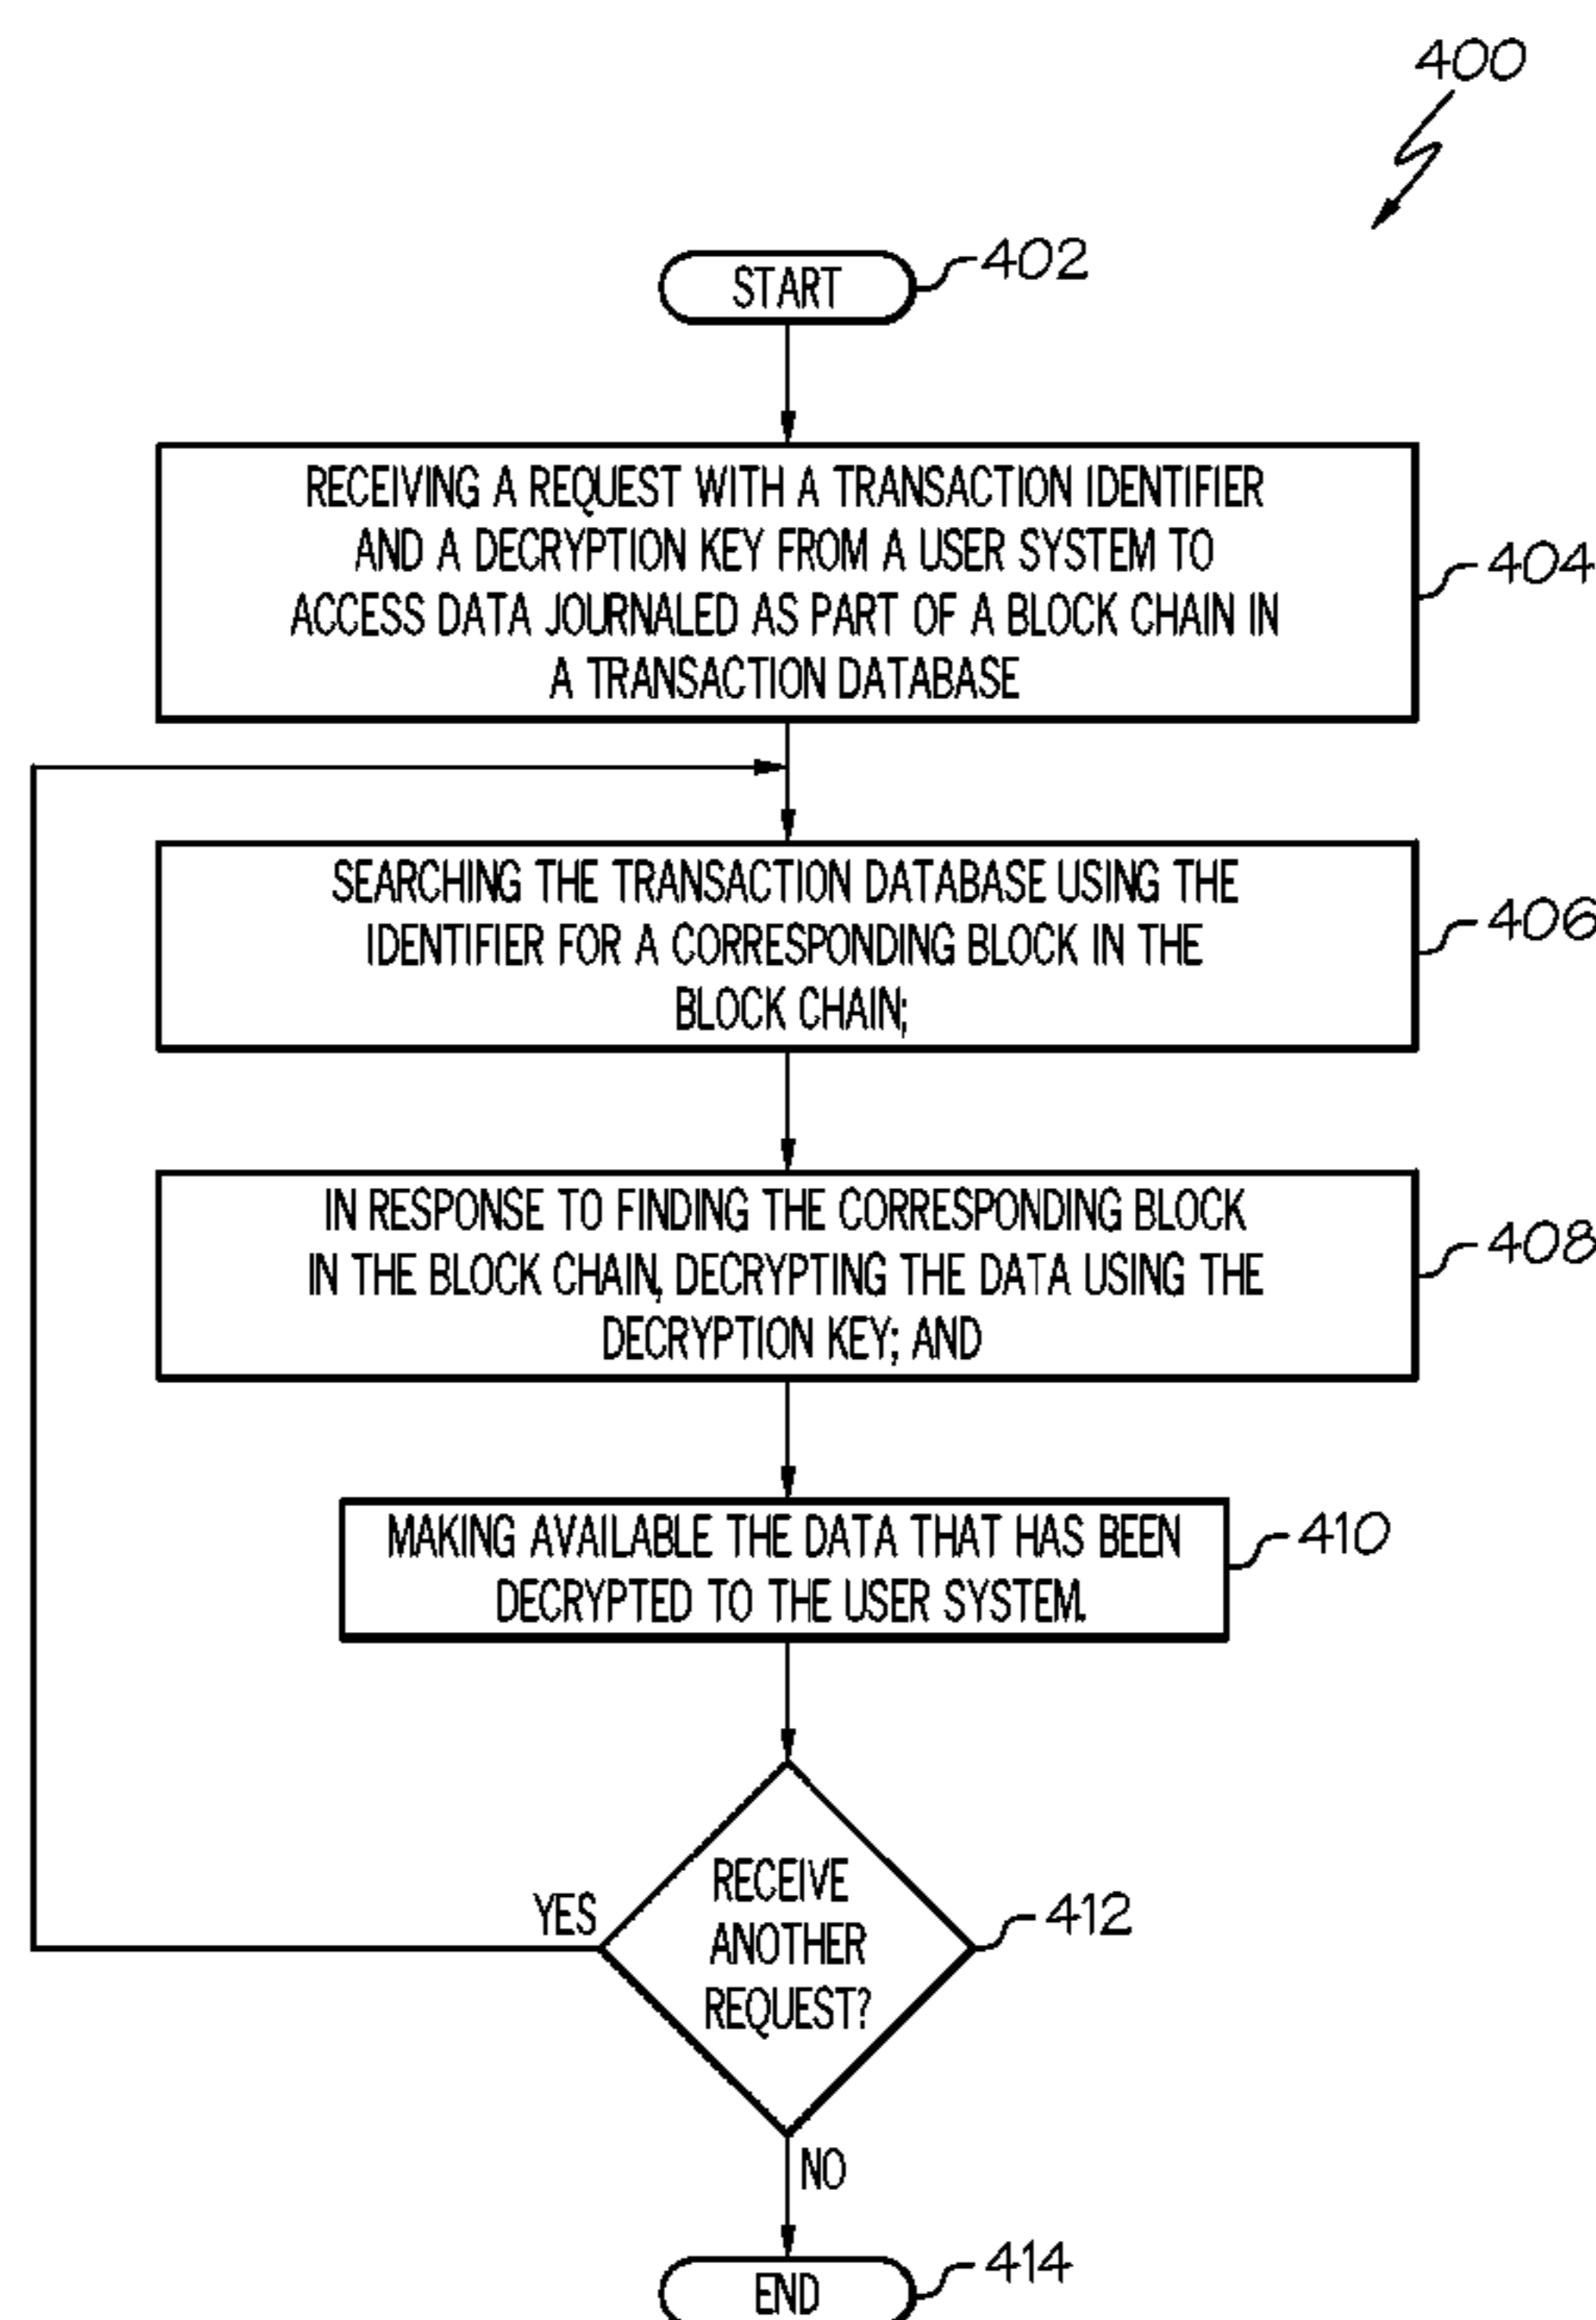 400
START
402
RECEIVING A REQUEST WITH A TRANSACTION IDENTIFIER
AND A DECRYPTION KEY FROM A USER SYSTEM TO
ACCESS DATA JOURNALED AS PART OF A BLOCK CHAIN IN
A TRANSACTION DATABASE
404
SEARCHING THE TRANSACTION DATABASE USING THE
IDENTIFIER FOR A CORRESPONDING BLOCK IN THE
BLOCK CHAIN;
406
IN RESPONSE TO FINDING THE CORRESPONDING BLOCK
IN THE BLOCK CHAIN, DECRYPTING THE DATA USING THE
DECRYPTION KEY; AND
408
MAKING AVAILABLE THE DATA THAT HAS BEEN
DECRYPTED TO THE USER SYSTEM.
410
RECEIVE
ANOTHER
REQUEST?
412
YES
NO
END
414